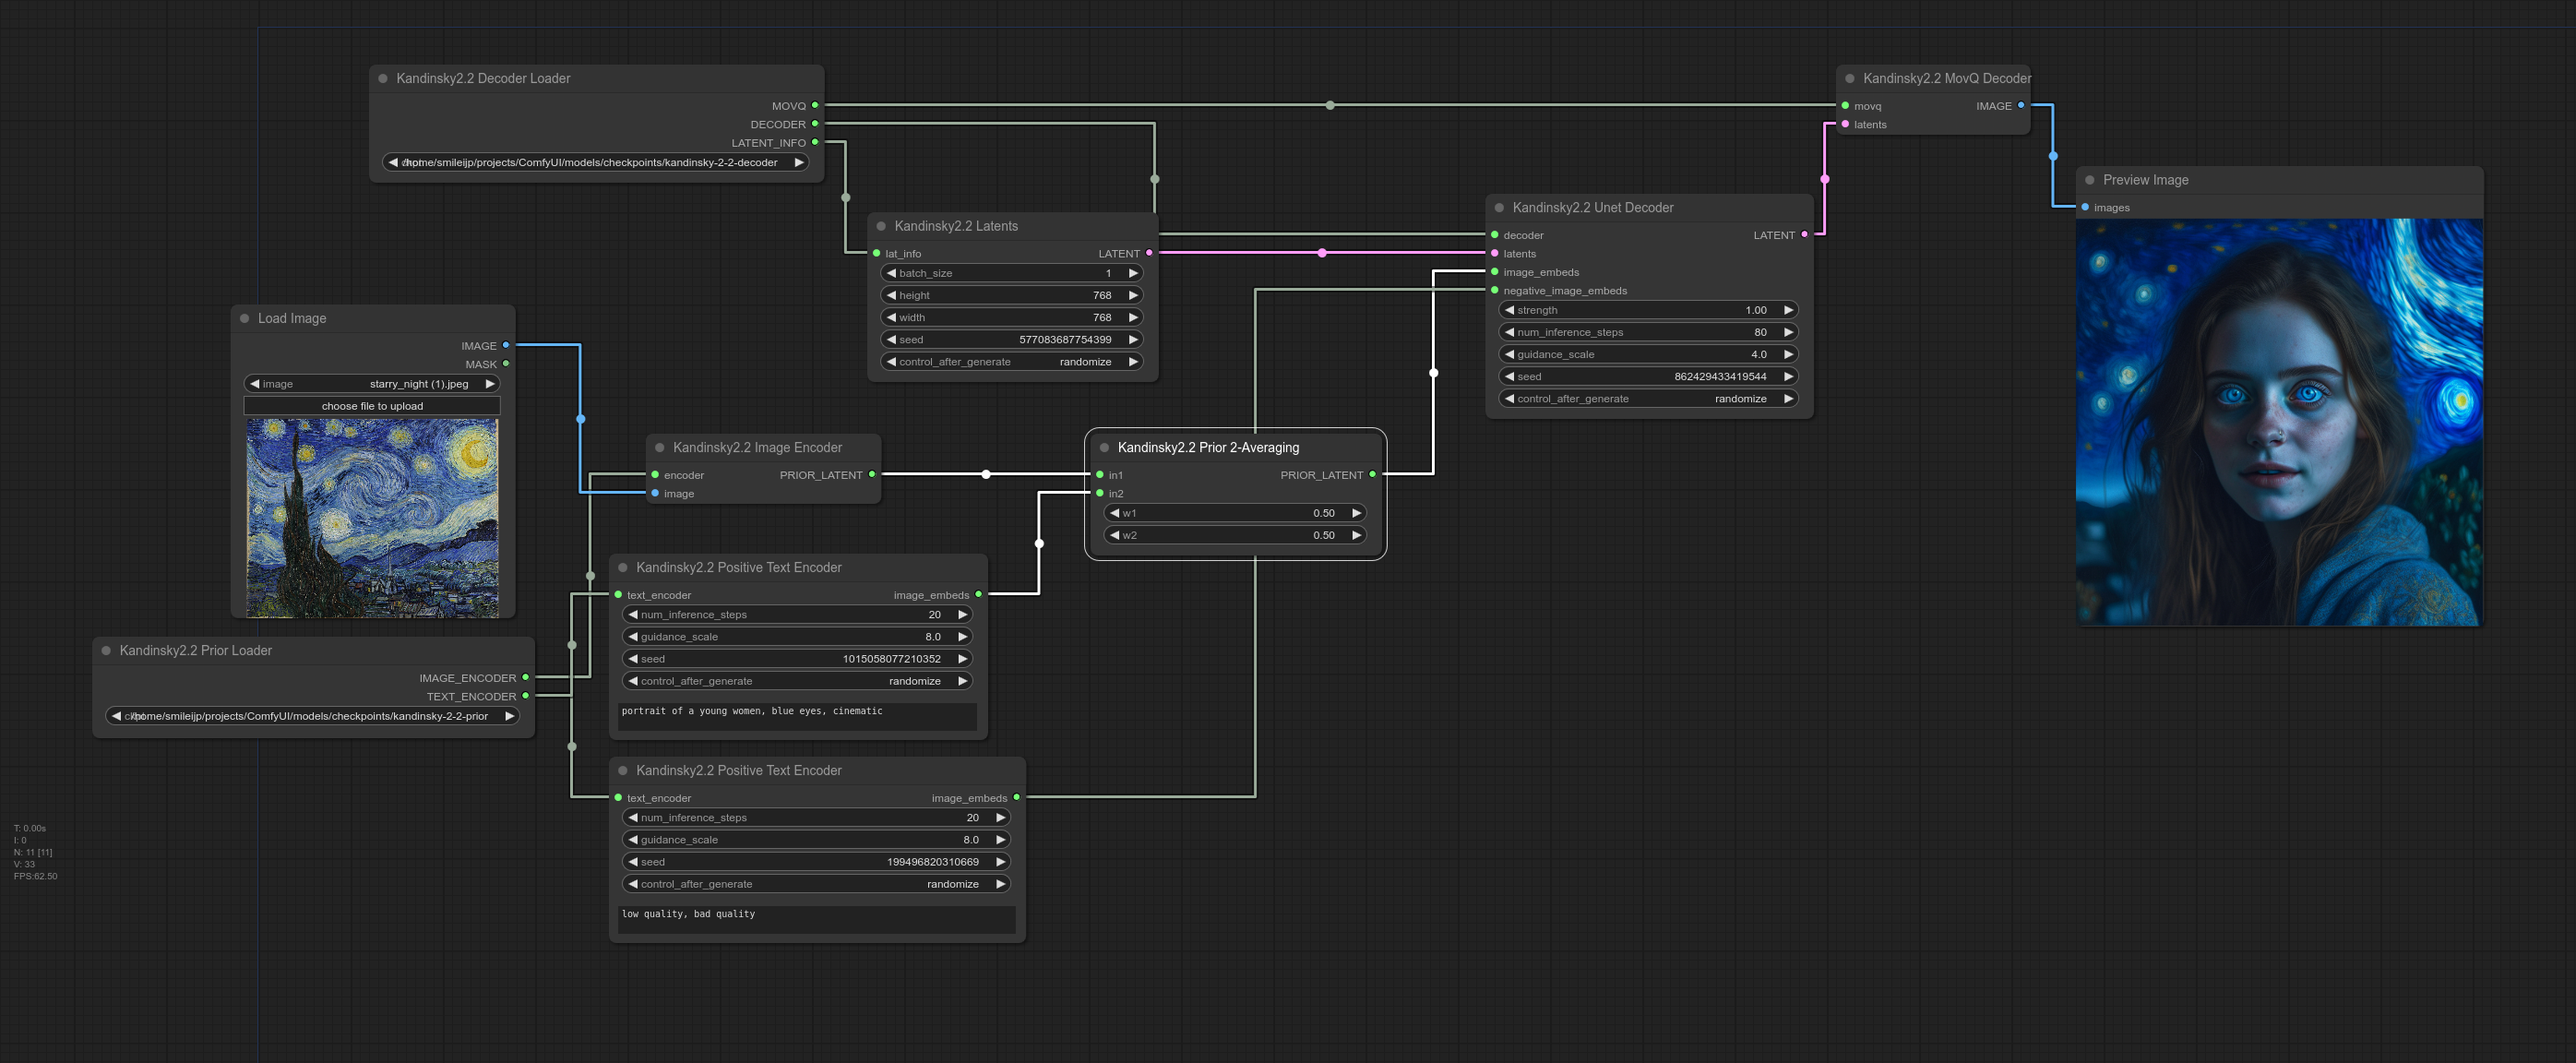 Kandinsky2.2 Decoder Loader
MOVQ
DECODER
LATENT_INFO
/home/smileijp/projects/ComfyUI/models/checkpoints/kandinsky-2-2-decoder
Kandinsky2.2 MovQ Decoder
movq IMAGE
latents
Preview Image
images
Kandinsky2.2 Latents
lat_info LATENT
batch_size 1
height 768
width 768
seed 577083687754399
control_after_generate randomize
Kandinsky2.2 Unet Decoder
decoder LATENT
latents
image_embeds
negative_image_embeds
strength 1.00
num_inference_steps 80
guidance_scale 4.0
seed 862429433419544
control_after_generate randomize
Load Image
IMAGE
MASK
image starry_night (1).jpeg
choose file to upload
Kandinsky2.2 Image Encoder
encoder PRIOR_LATENT
image
Kandinsky2.2 Prior 2-Averaging
in1 PRIOR_LATENT
in2
w1 0.50
w2 0.50
Kandinsky2.2 Positive Text Encoder
text_encoder image_embeds
num_inference_steps 20
guidance_scale 8.0
seed 1015058077210352
control_after_generate randomize
portrait of a young women, blue eyes, cinematic
Kandinsky2.2 Prior Loader
IMAGE_ENCODER
TEXT_ENCODER
/home/smileijp/projects/ComfyUI/models/checkpoints/kandinsky-2-2-prior
Kandinsky2.2 Positive Text Encoder
text_encoder image_embeds
num_inference_steps 20
guidance_scale 8.0
seed 199496820310669
control_after_generate randomize
low quality, bad quality
T: 0.00s
I: 0
N: 11 [11]
V: 33
FPS:62.50